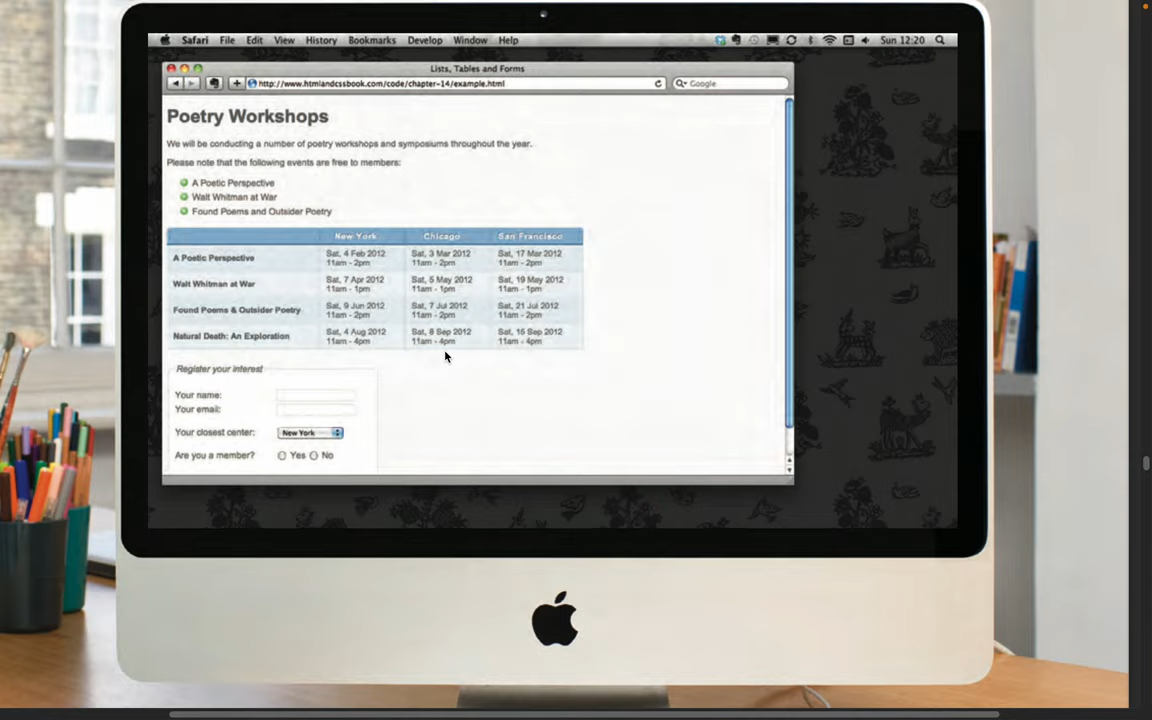 Safari File Edit View History Bookmarks Develop Window Help Sun 12:20
Lists, Tables and Forms
http://www.htmlandcssbook.com/code/chapter-14/example.html Google
Poetry Workshops
We will be conducting a number of poetry workshops and symposiums throughout the year.
Please note that the following events are free to members:
A Poetic Perspective
Walt Whitman at War
Found Poems and Outsider Poetry
New York Chicago San Francisco
A Poetic Perspective Sat, 4 Feb 2012 Sat, 3 Mar 2012 Sat, 17 Mar 2012
11am - 2pm 11am - 2pm 11am - 2pm
Walt Whitman at War Sat, 7 Apr 2012 Sat, 5 May 2012 Sat, 19 May 2012
11am - 1pm 11am - 1pm 11am - 1pm
Found Poems & Outsider Poetry Sat, 9 Jun 2012 Sat, 7 Jul 2012 Sat, 21 Jul 2012
11am - 2pm 11am - 2pm 11am - 2pm
Natural Death: An Exploration Sat, 4 Aug 2012 Sat, 8 Sep 2012 Sat, 15 Sep 2012
11am - 4pm 11am - 4pm 11am - 4pm
Register your interest
Your name:
Your email:
Your closest center: New York
Are you a member? Yes No